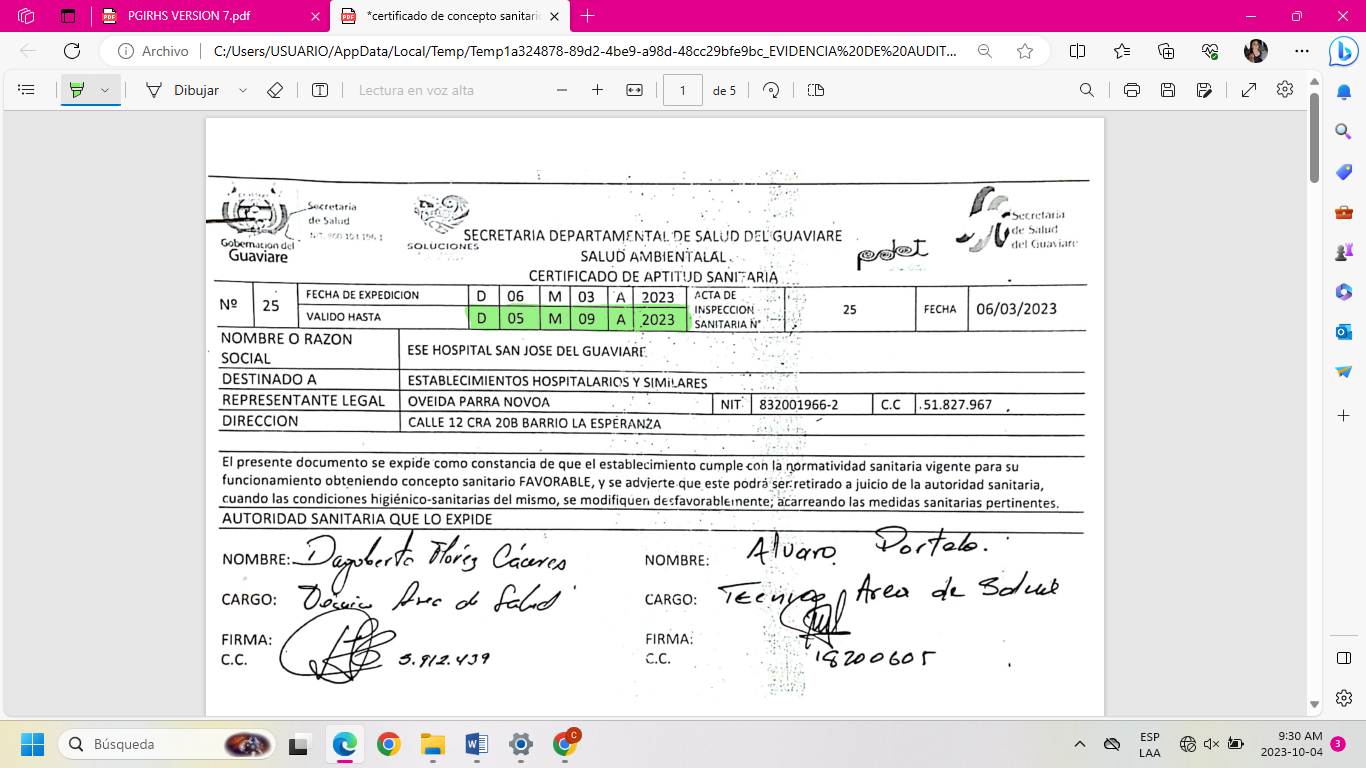 PGIRHS VERSION 7.pdf
*certificado de concepto sanitario
Archivo
C:/Users/USUARIO/AppData/Local/Temp/Temp1a324878-89d2-4be9-a98d-48cc29bfe9bc_EVIDENCIA%20DE%20AUDIT...
Dibujar
Lectura en voz alta
1
de 5
Gobernación del
Guaviare
Secretaria
de Salud
SOLUCIONES
SECRETARIA DEPARTAMENTAL DE SALUD DEL GUAVIARE
SALUD AMBIENTALAL
CERTIFICADO DE APTITUD SANITARIA
pdet
Secretaria
de Salud
del Guaviare
Nº 25 FECHA DE EXPEDICION D 06 M 03 A 2023
VALIDO HASTA D 05 M 09 A 2023
ACTA DE
INSPECCION
SANITARIA N°
25 FECHA 06/03/2023
NOMBRE O RAZON
SOCIAL
ESE HOSPITAL SAN JOSE DEL GUAVIARE
DESTINADO A ESTABLECIMIENTOS HOSPITALARIOS Y SIMILARES
REPRESENTANTE LEGAL OVEIDA PARRA NOVOA NIT 832001966-2 C.C .51.827.967
DIRECCION CALLE 12 CRA 20B BARRIO LA ESPERANZA
El presente documento se expide como constancia de que el establecimiento cumple con la normatividad sanitaria vigente para su
funcionamiento obteniendo concepto sanitario FAVORABLE, y se advierte que este podrá ser retirado a juicio de la autoridad sanitaria,
cuando las condiciones higiénico-sanitarias del mismo, se modifiquen desfavorablemente, acarreando las medidas sanitarias pertinentes.
AUTORIDAD SANITARIA QUE LO EXPIDE
NOMBRE: Dagoberto Flórez Cáceres
NOMBRE: Alvaro Portela.
CARGO: Técnico Area de Salud
CARGO: Tecnico Area de Salud
FIRMA:
FIRMA:
C.C. 5.912.439
C.C. 18200605
Búsqueda
ESP
LAA
9:30 AM
2023-10-04
3